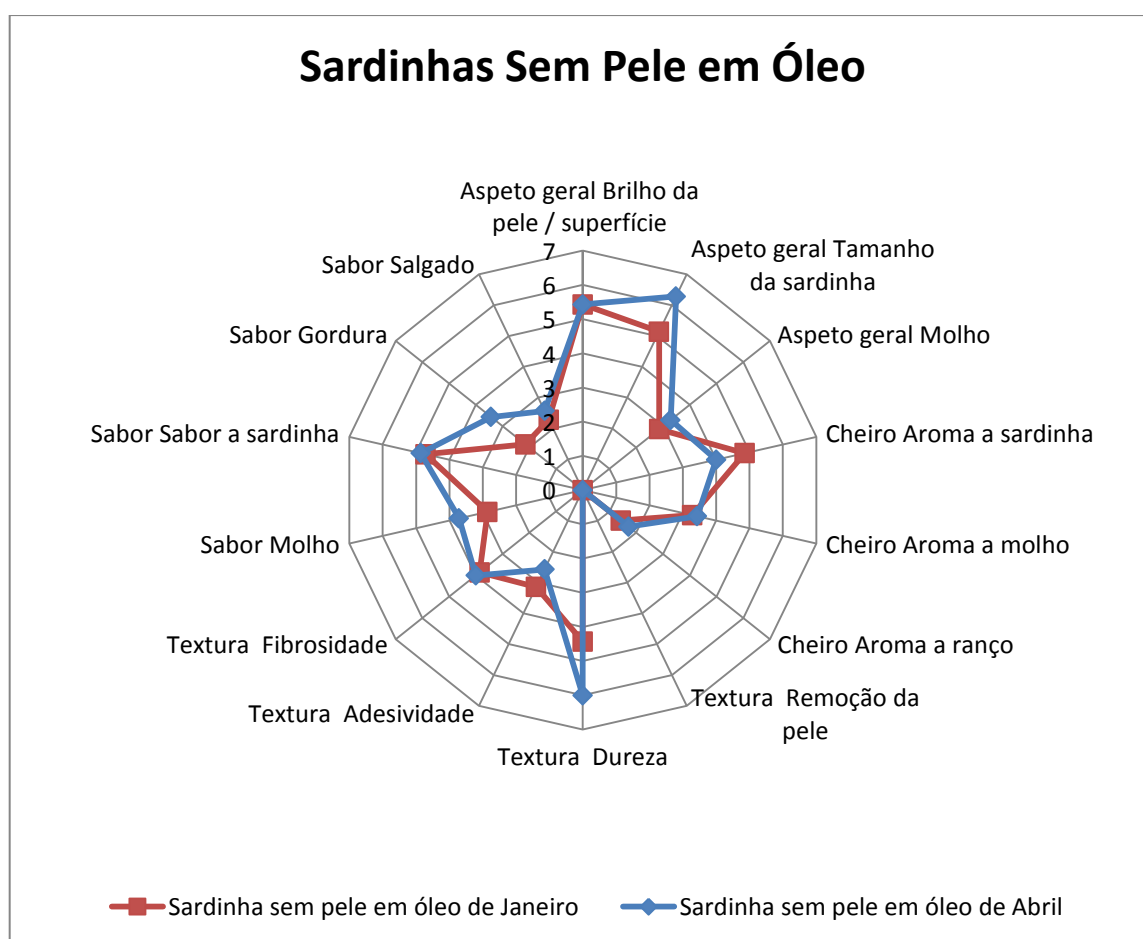 Sardinhas Sem Pele em Óleo
Aspeto geral Brilho da
pele / superfície
Aspeto geral Tamanho
da sardinha
Aspeto geral Molho
Cheiro Aroma a sardinha
Cheiro Aroma a molho
Cheiro Aroma a ranço
Textura  Remoção da
pele
Textura  Dureza
Textura  Adesividade
Textura  Fibrosidade
Sabor Molho
Sabor Sabor a sardinha
Sabor Gordura
Sabor Salgado
7
6
5
4
3
2
1
0
Sardinha sem pele em óleo de Janeiro
Sardinha sem pele em óleo de Abril